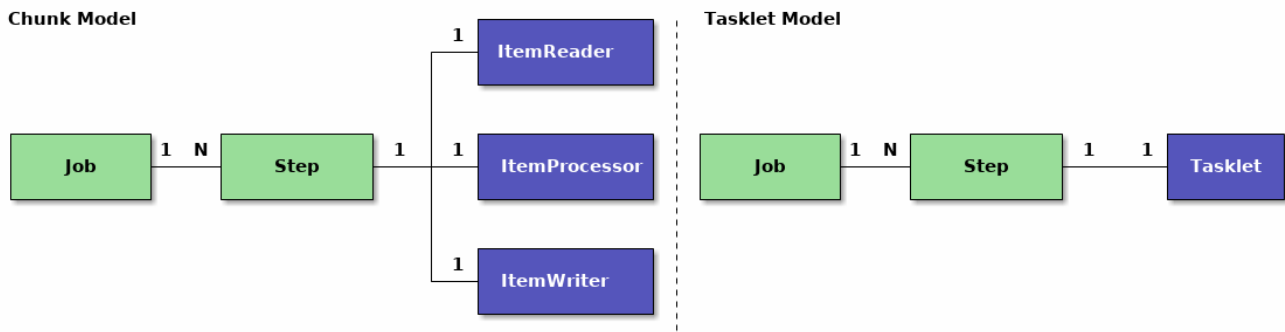 Chunk Model
Tasklet Model
1
ItemReader
Job
1
N
Step
1
1
ItemProcessor
1
ItemWriter
Job
1
N
Step
1
1
Tasklet